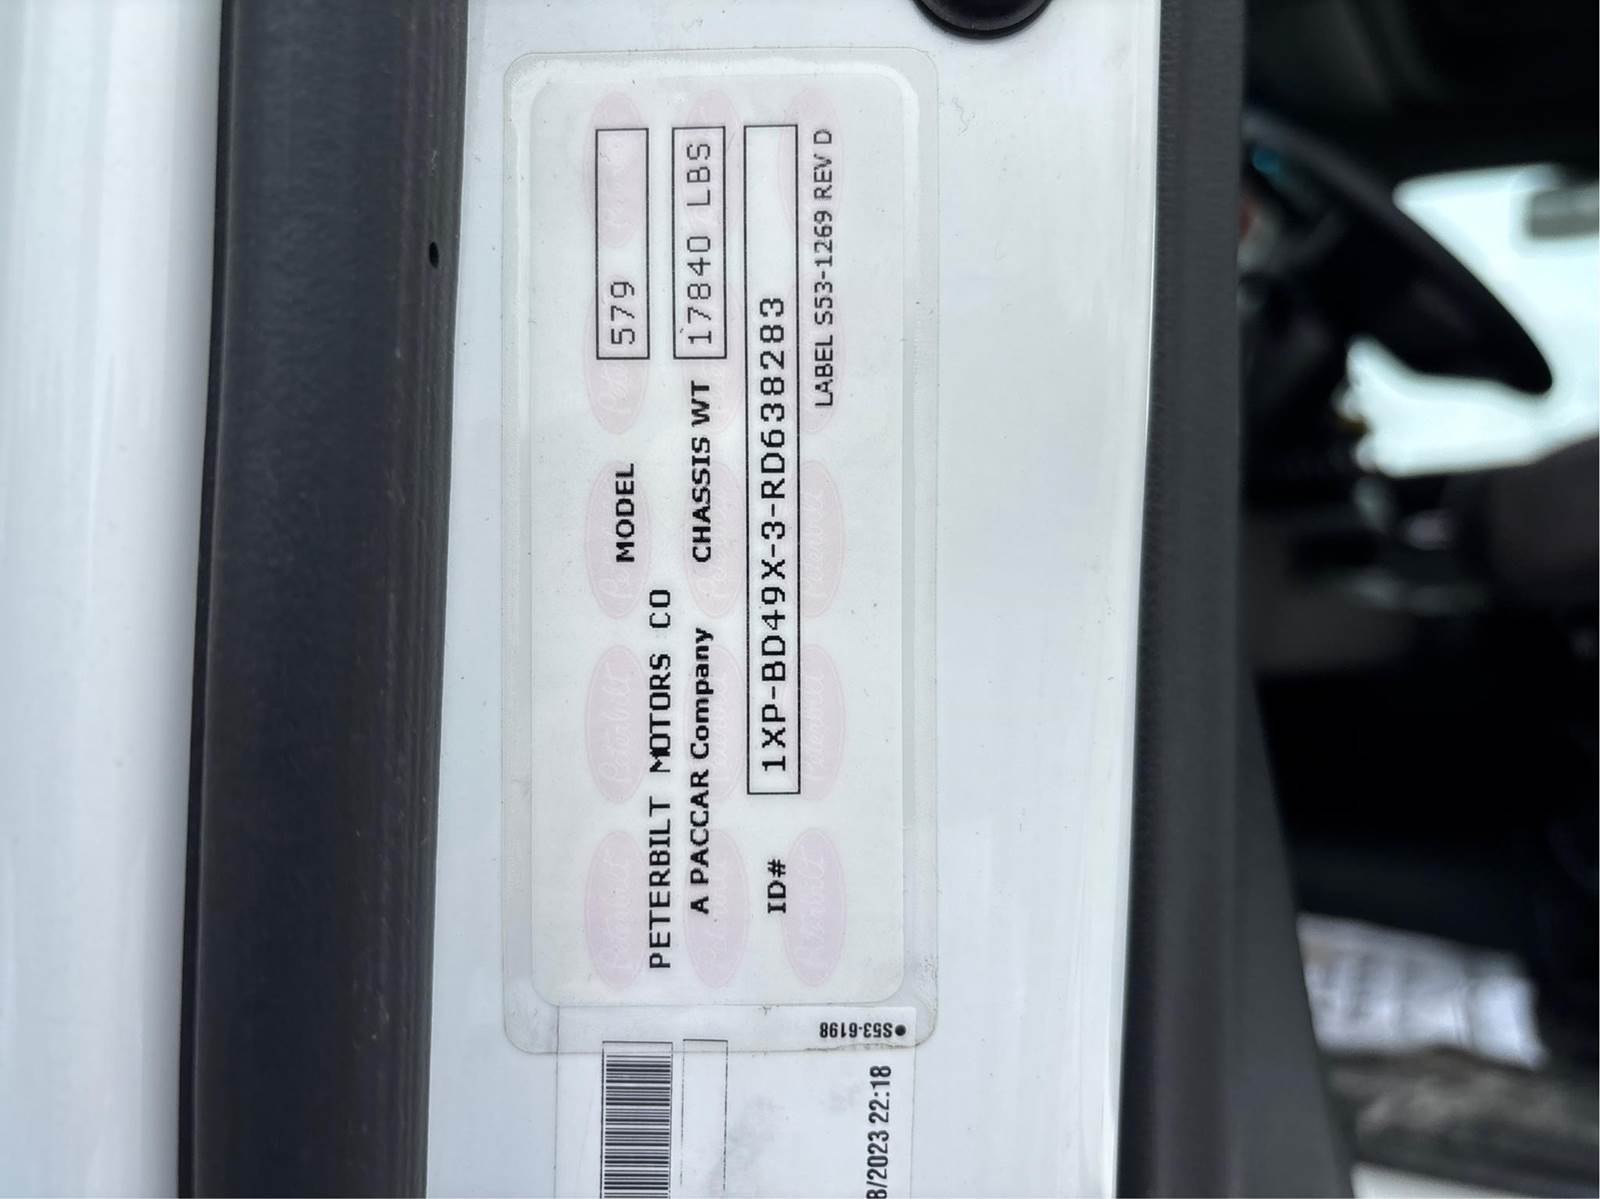 MODEL 579
PETERBILT MOTORS CO
A PACCAR Company CHASSIS WT 17840 LBS
ID# 1XP-BD49X-3-RD638283
LABEL S53-1269 REV D
S53-6198
8/2023 22:18